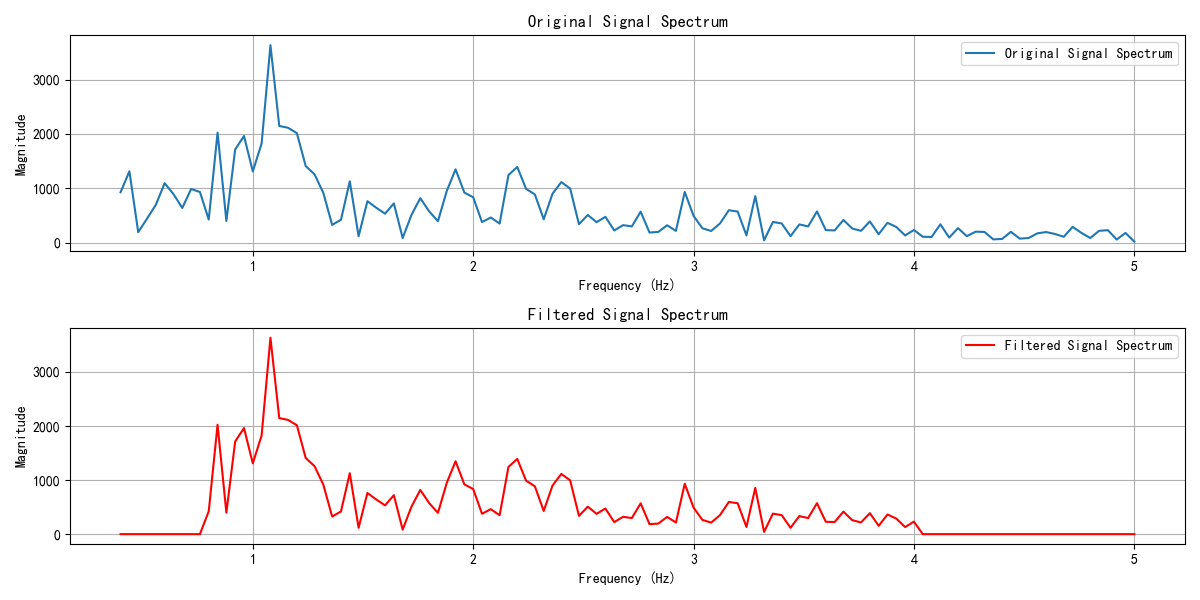 Original Signal Spectrum
Original Signal Spectrum
Magnitude
3000
2000
1000
0
1 2 3 4 5
Frequency (Hz)
Filtered Signal Spectrum
Filtered Signal Spectrum
Magnitude
3000
2000
1000
0
1 2 3 4 5
Frequency (Hz)